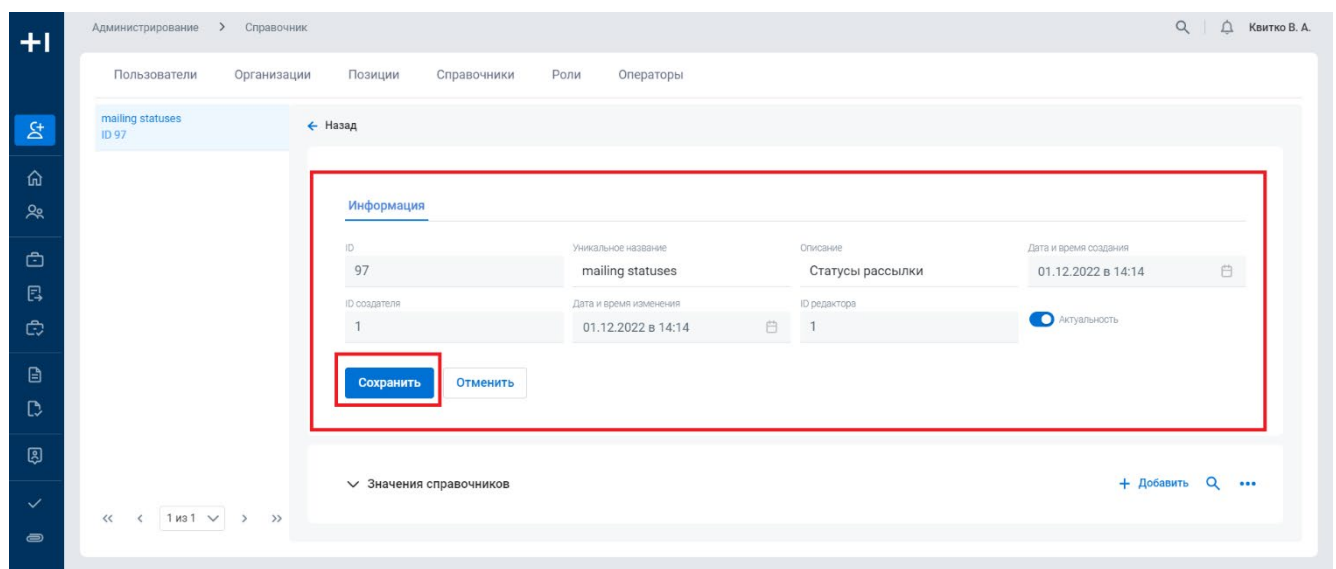 Администрирование > Справочник
Квитко В. А.
Пользователи Организации Позиции Справочники Роли Операторы
mailing statuses
ID 97
Назад
Информация
ID Уникальное название Описание Дата и время создания
97 mailing statuses Статусы рассылки 01.12.2022 в 14:14
ID создателя Дата и время изменения ID редактора
1 01.12.2022 в 14:14 1 Актуальность
Сохранить Отменить
Значения справочников + Добавить
1 из 1